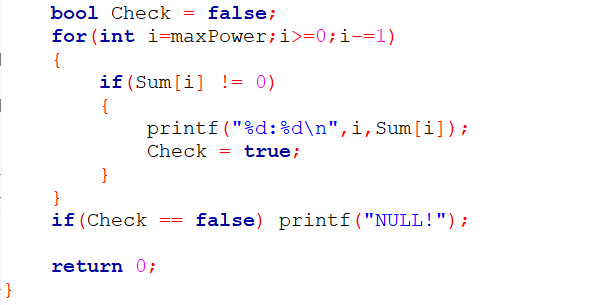 bool Check = false;
for(int i=maxPower;i>=0;i-=1)
{
if(Sum[i] != 0)
{
printf("%d:%d\n",i,Sum[i]);
Check = true;
}
}
if(Check == false) printf("NULL!");
return 0;
}